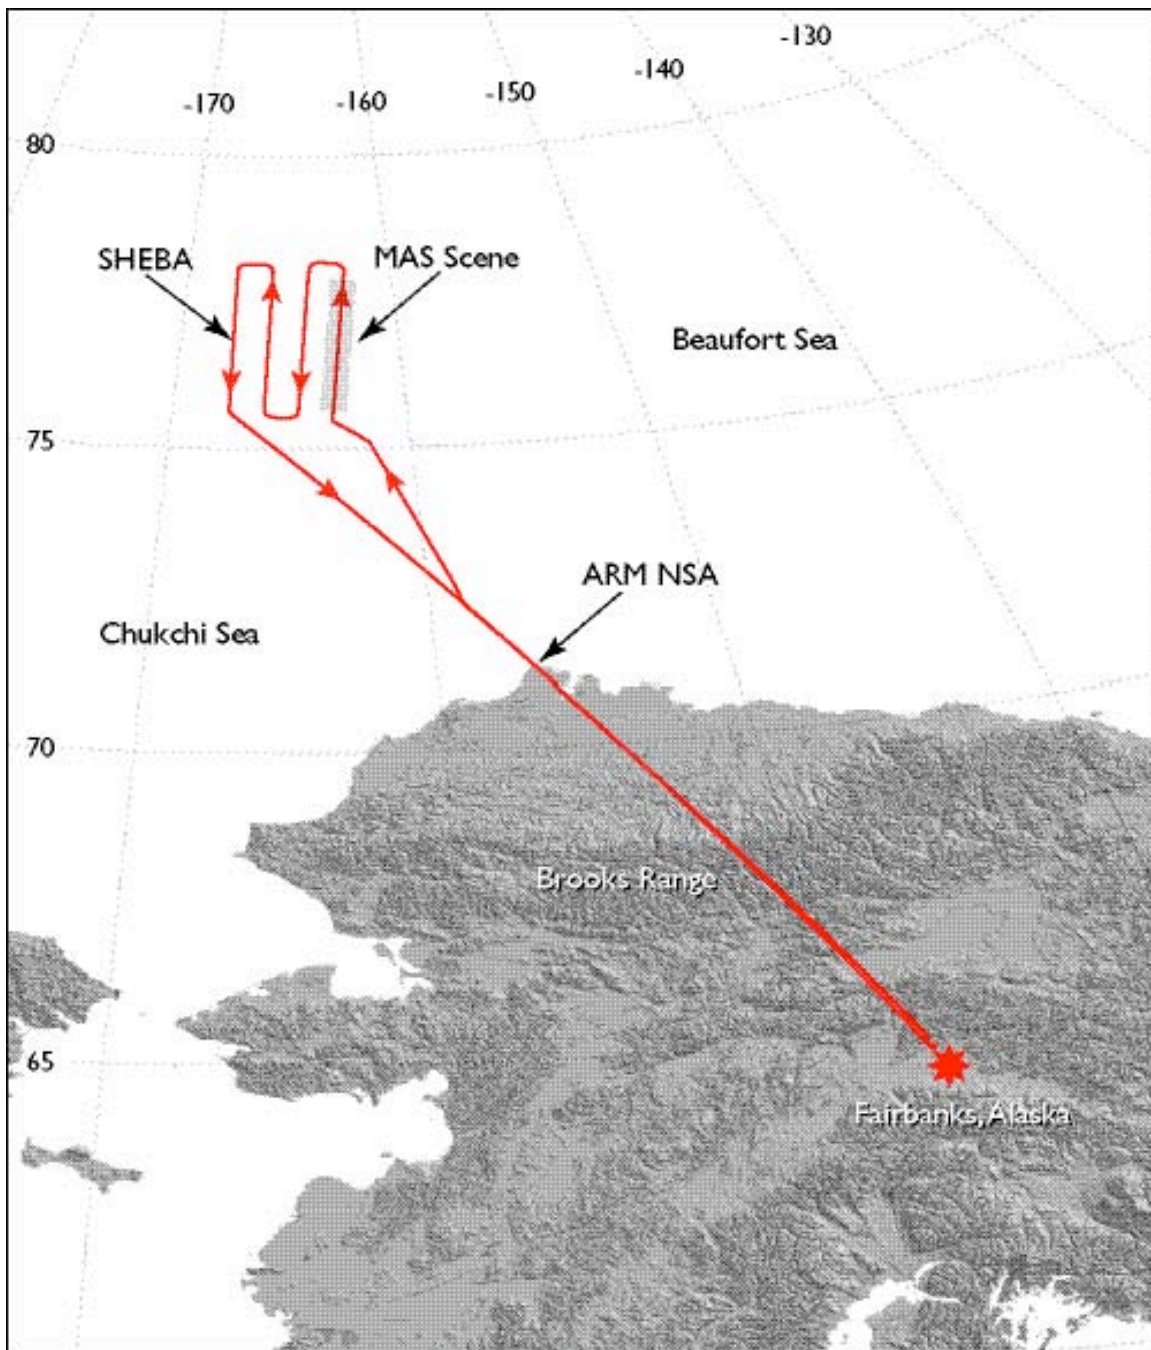 -130
-140
-150
-160
-170
80
SHEBA
MAS Scene
Beaufort Sea
75
ARM NSA
Chukchi Sea
70
Brooks Range
65
Fairbanks, Alaska